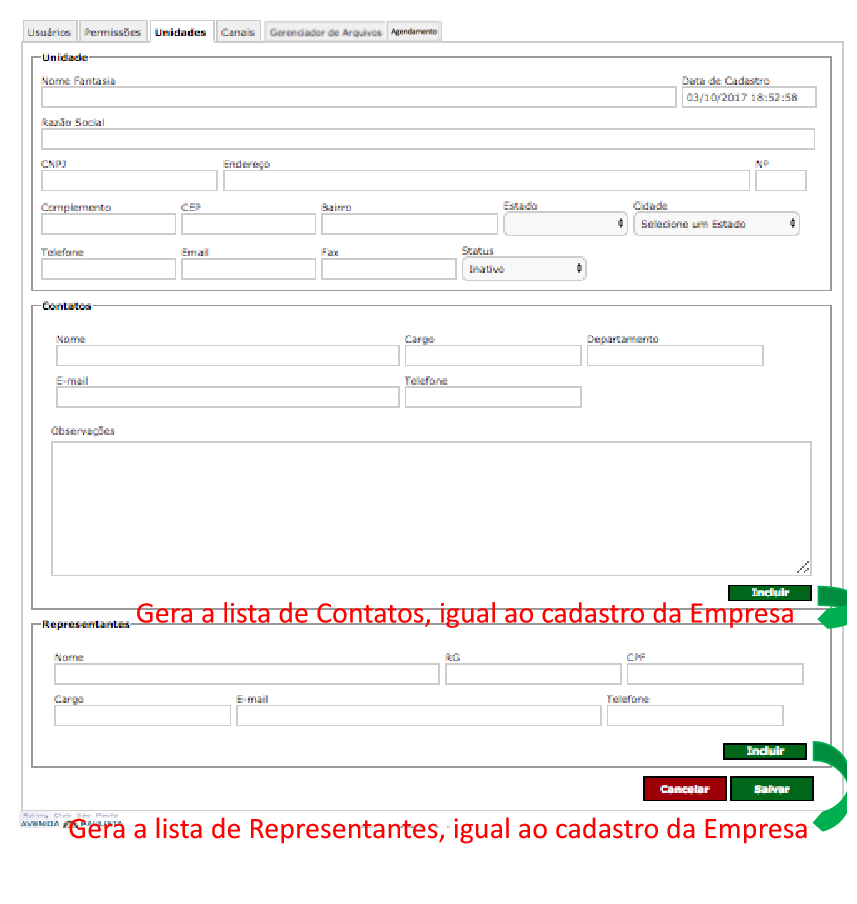 Usuários Permissões Unidades Canais Gerenciador de Arquivos Agendamento
Unidade
Nome Fantasia Data de Cadastro
03/10/2017 18:52:58
Razão Social
CNPJ Endereço Nº
Complemento CEP Bairro Estado Cidade
Selecione um Estado
Telefone Email Fax Status
Inativo
Contatos
Nome Cargo Departamento
E-mail Telefone
Observações
Incluir
Gera a lista de Contatos, igual ao cadastro da Empresa
Representantes
Nome RG CPF
Cargo E-mail Telefone
Incluir
Cancelar Salvar
AVENIDA PAULISTA
Gera a lista de Representantes, igual ao cadastro da Empresa